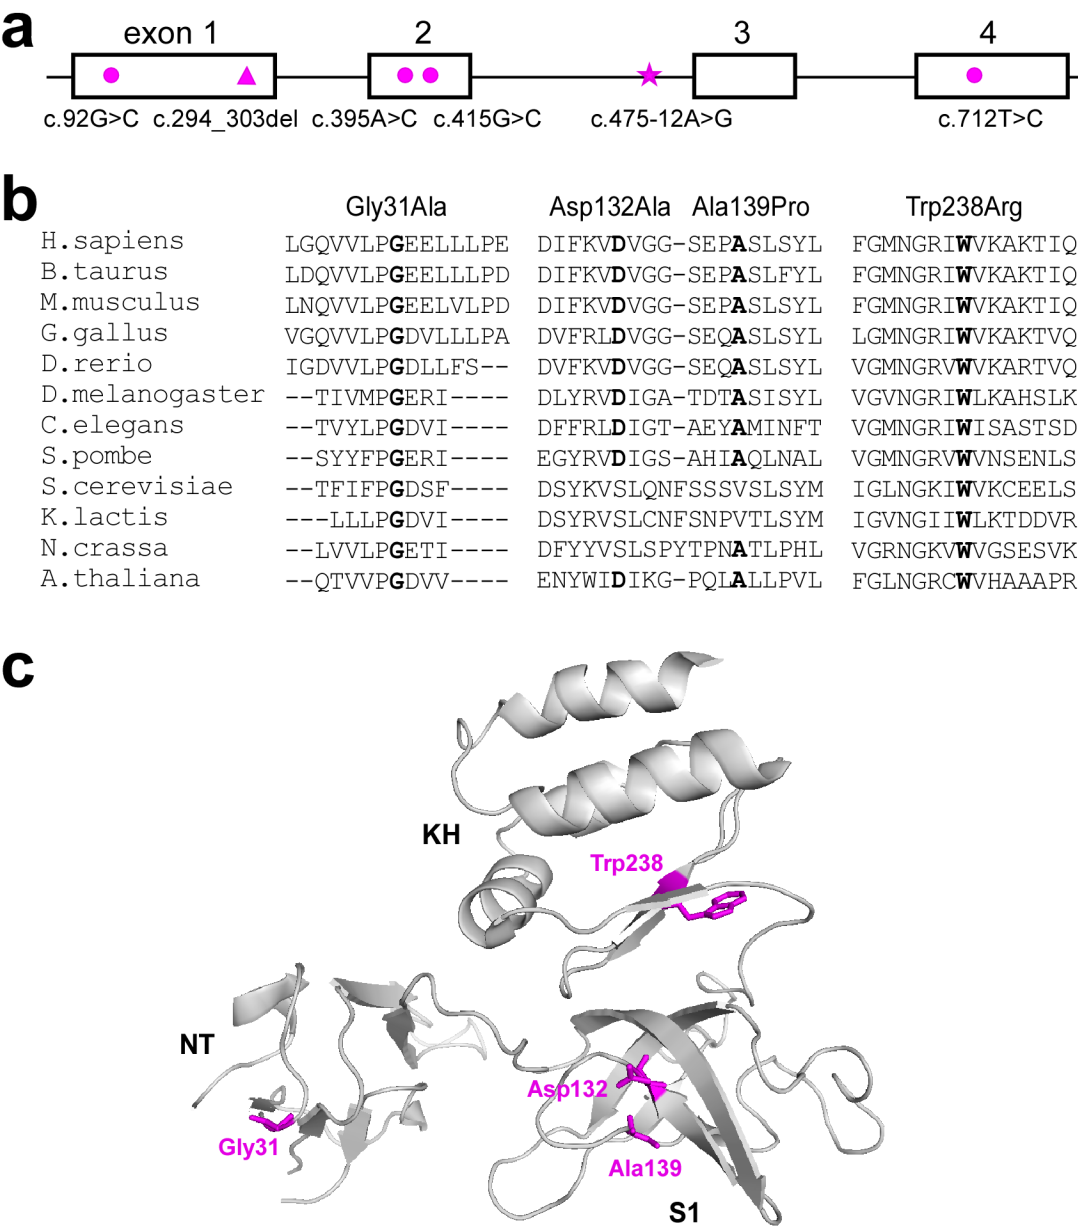 a
exon 1 2 3 4
c.92G>C c.294_303del c.395A>C c.415G>C c.475-12A>G c.712T>C
b
Gly31Ala Asp132Ala Ala139Pro Trp238Arg
H.sapiens LGQVVLPGEELLLPE DIFKVDVGG-SEPASLSYL FGMNGRIWVKAKTIQ
B.taurus LDQVVLPGEELLLPD DIFKVDVGG-SEPASLFYL FGMNGRIWVKAKTIQ
M.musculus LNQVVLPGEELVLPD DIFKVDVGG-SEPASLSYL FGMNGRIWVKAKTIQ
G.gallus VGQVVLPGDVLLLPA DVFRLDVGG-SEQASLSYL LGMNGRIWVKAKTVQ
D.rerio IGDVVLPGDLLFS-- DVFKVDVGG-SEQASLSYL VGMNGRVWVKARTVQ
D.melanogaster --TIVMPGERI---- DLYRVDIGA-TDTASISYL VGVNGRIWLKAHSLK
C.elegans --TVYLPGDVI---- DFFRLDIGT-AEYAMINFT VGMNGRIWISASTSD
S.pombe --SYYFPGERI---- EGYRVDIGS-AHIAQLNAL VGMNGRVWVNSENLS
S.cerevisiae --TFIFPGDSF---- DSYKVSLQNFSSSVSLSYM IGLNGKIWVKCEELS
K.lactis ---LLLPGDVI---- DSYRVSLCNFSNPVTLSYM IGVNGIIWLKTDDVR
N.crassa --LVVLPGETI---- DFYYVSLSPYTPNATLPHL VGRNGKVWVGSESVK
A.thaliana --QTVVPGDVV---- ENYWIDIKG-PQLALLPVL FGLNGRCWVHAAAPR
c
KH
Trp238
NT
Asp132
Gly31
Ala139
S1